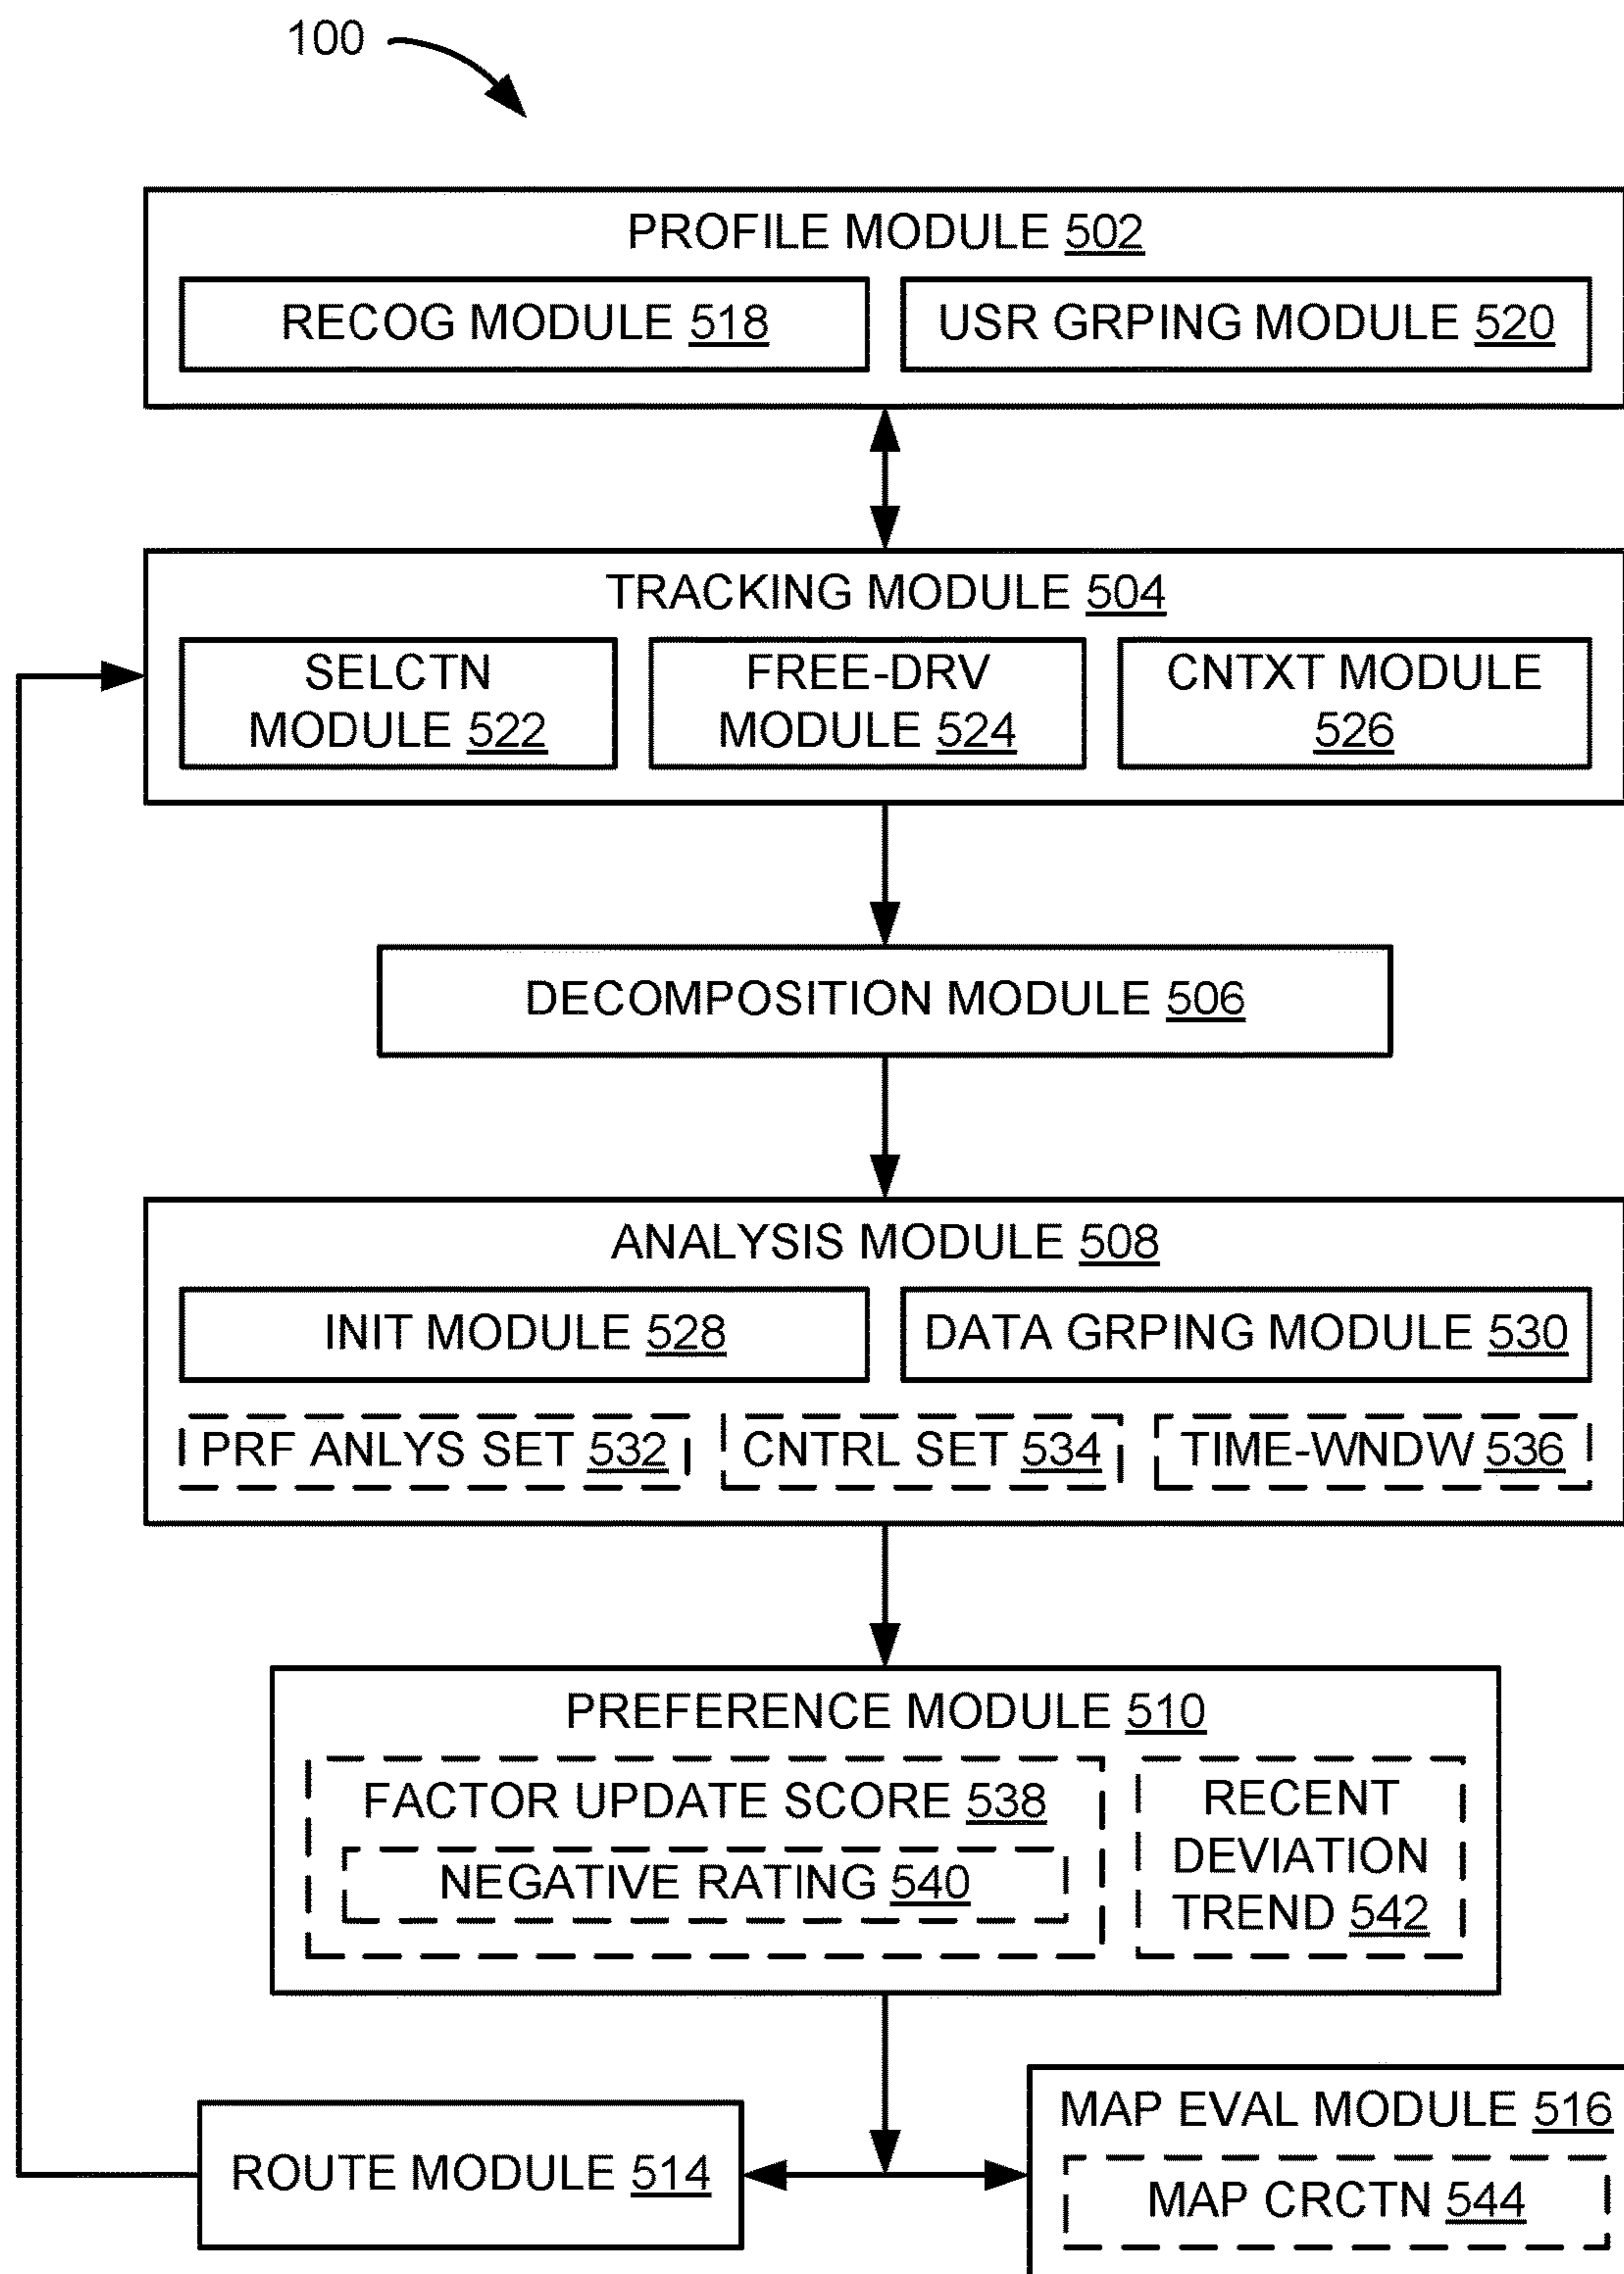 100
PROFILE MODULE 502
RECOG MODULE 518
USR GRPING MODULE 520
TRACKING MODULE 504
SELCTN
MODULE 522
FREE-DRV
MODULE 524
CNTXT MODULE
526
DECOMPOSITION MODULE 506
ANALYSIS MODULE 508
INIT MODULE 528
DATA GRPING MODULE 530
PRF ANLYS SET 532
CNTRL SET 534
TIME-WNDW 536
PREFERENCE MODULE 510
FACTOR UPDATE SCORE 538
NEGATIVE RATING 540
RECENT
DEVIATION
TREND 542
ROUTE MODULE 514
MAP EVAL MODULE 516
MAP CRCTN 544